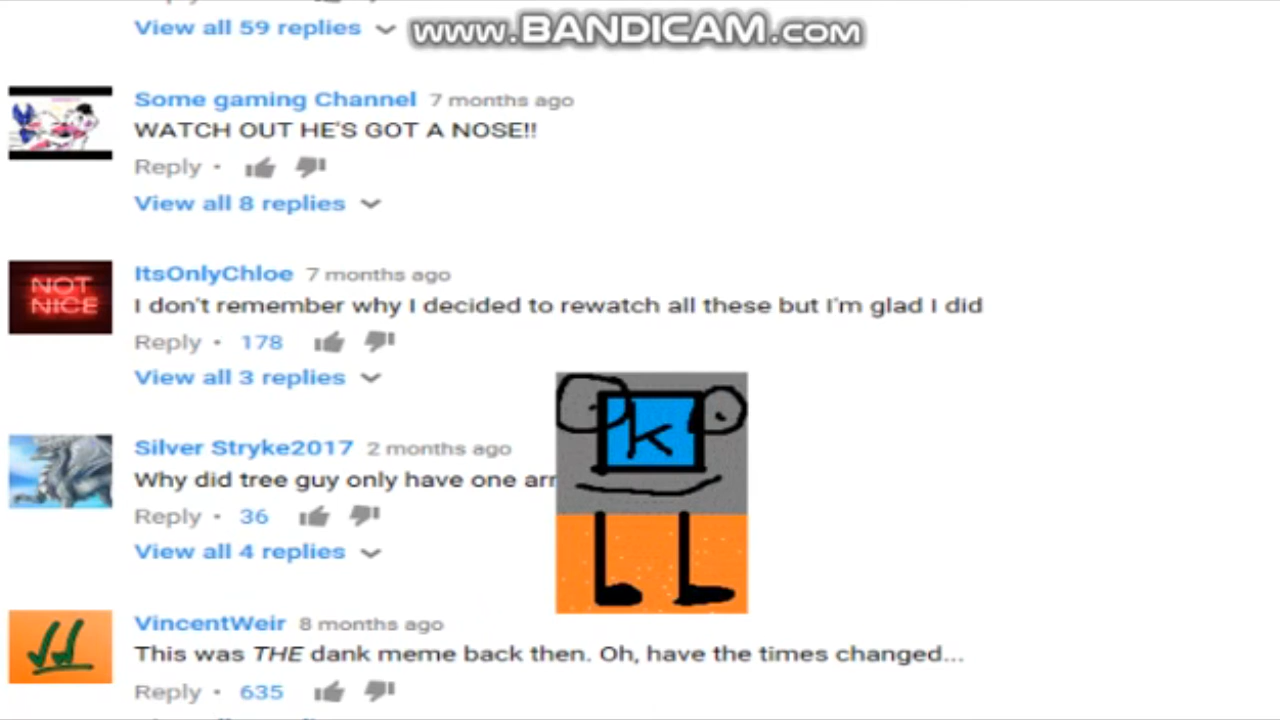 View all 59 replies
www.BANDICAM.com
Some gaming Channel 7 months ago
WATCH OUT HE'S GOT A NOSE!!
Reply •
View all 8 replies
NOT
NICE
ItsOnlyChloe 7 months ago
I don't remember why I decided to rewatch all these but I'm glad I did
Reply • 178
View all 3 replies
K
Silver Stryke2017 2 months ago
Why did tree guy only have one
Reply • 36
View all 4 replies
VincentWeir 8 months ago
This was THE dank meme back then. Oh, have the times changed...
Reply • 635